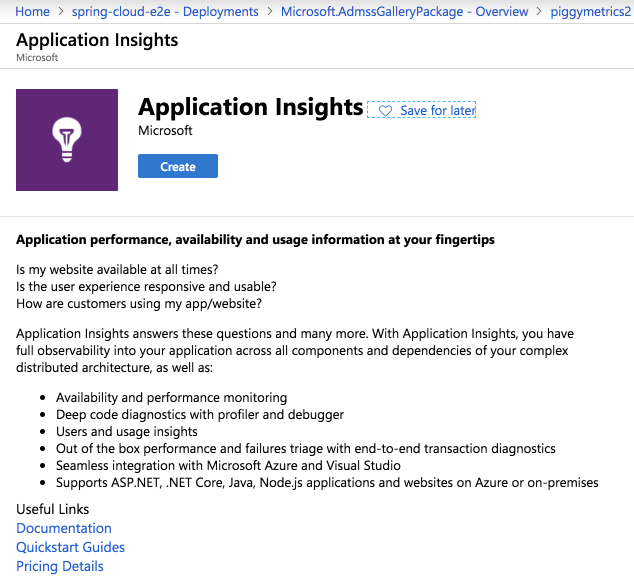 Home > spring-cloud-e2e - Deployments > Microsoft.AdmssGalleryPackage - Overview > piggymetrics2
Application Insights
Microsoft
Application Insights
Save for later
Microsoft
Create
Application performance, availability and usage information at your fingertips
Is my website available at all times?
Is the user experience responsive and usable?
How are customers using my app/website?
Application Insights answers these questions and many more. With Application Insights, you have
full observability into your application across all components and dependencies of your complex
distributed architecture, as well as:
• Availability and performance monitoring
• Deep code diagnostics with profiler and debugger
• Users and usage insights
• Out of the box performance and failures triage with end-to-end transaction diagnostics
• Seamless integration with Microsoft Azure and Visual Studio
• Supports ASP.NET, .NET Core, Java, Node.js applications and websites on Azure or on-premises
Useful Links
Documentation
Quickstart Guides
Pricing Details